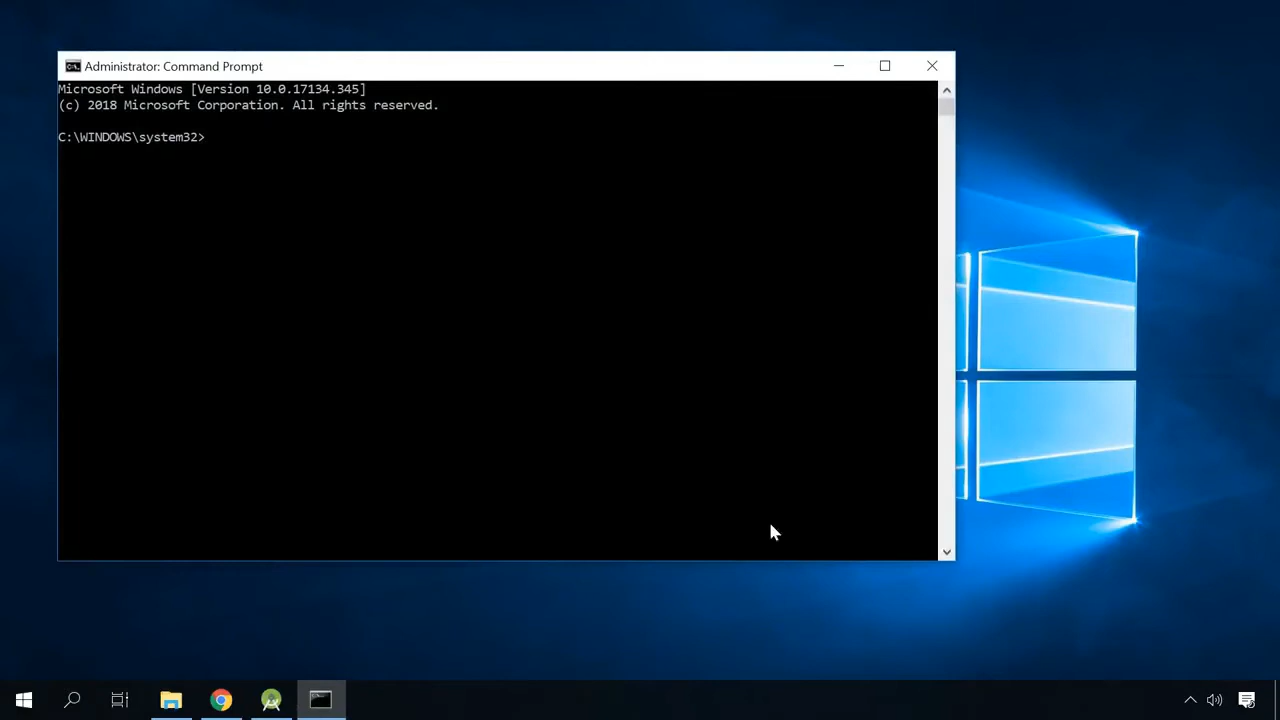 Administrator: Command Prompt
Microsoft Windows [Version 10.0.17134.345]
(c) 2018 Microsoft Corporation. All rights reserved.
C:\WINDOWS\system32>